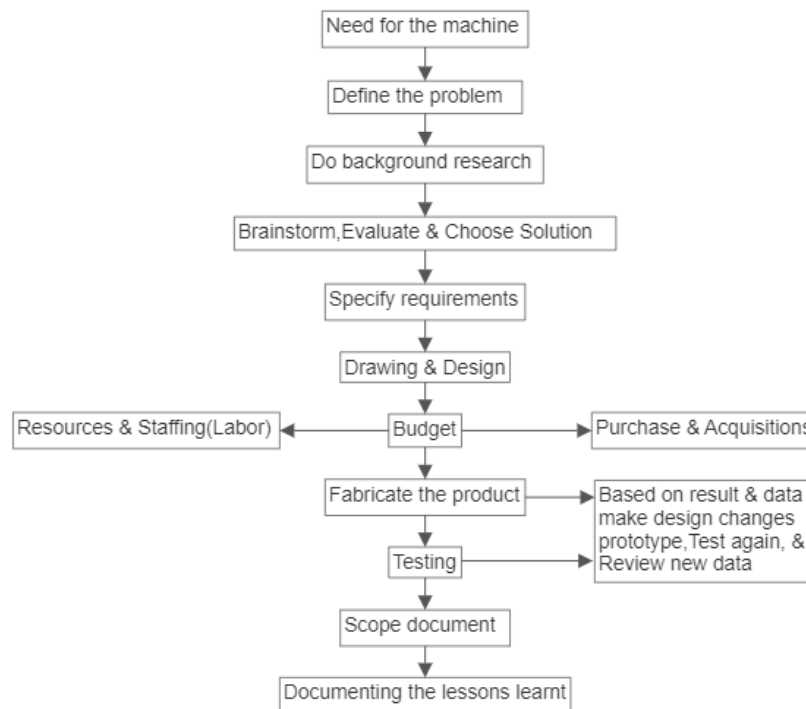 Need for the machine
Define the problem
Do background research
Brainstorm,Evaluate & Choose Solution
Specify requirements
Drawing & Design
Resources & Staffing(Labor)
Budget
Purchase & Acquisitions
Fabricate the product
Based on result & data
make design changes
prototype,Test again, &
Review new data
Testing
Scope document
Documenting the lessons learnt